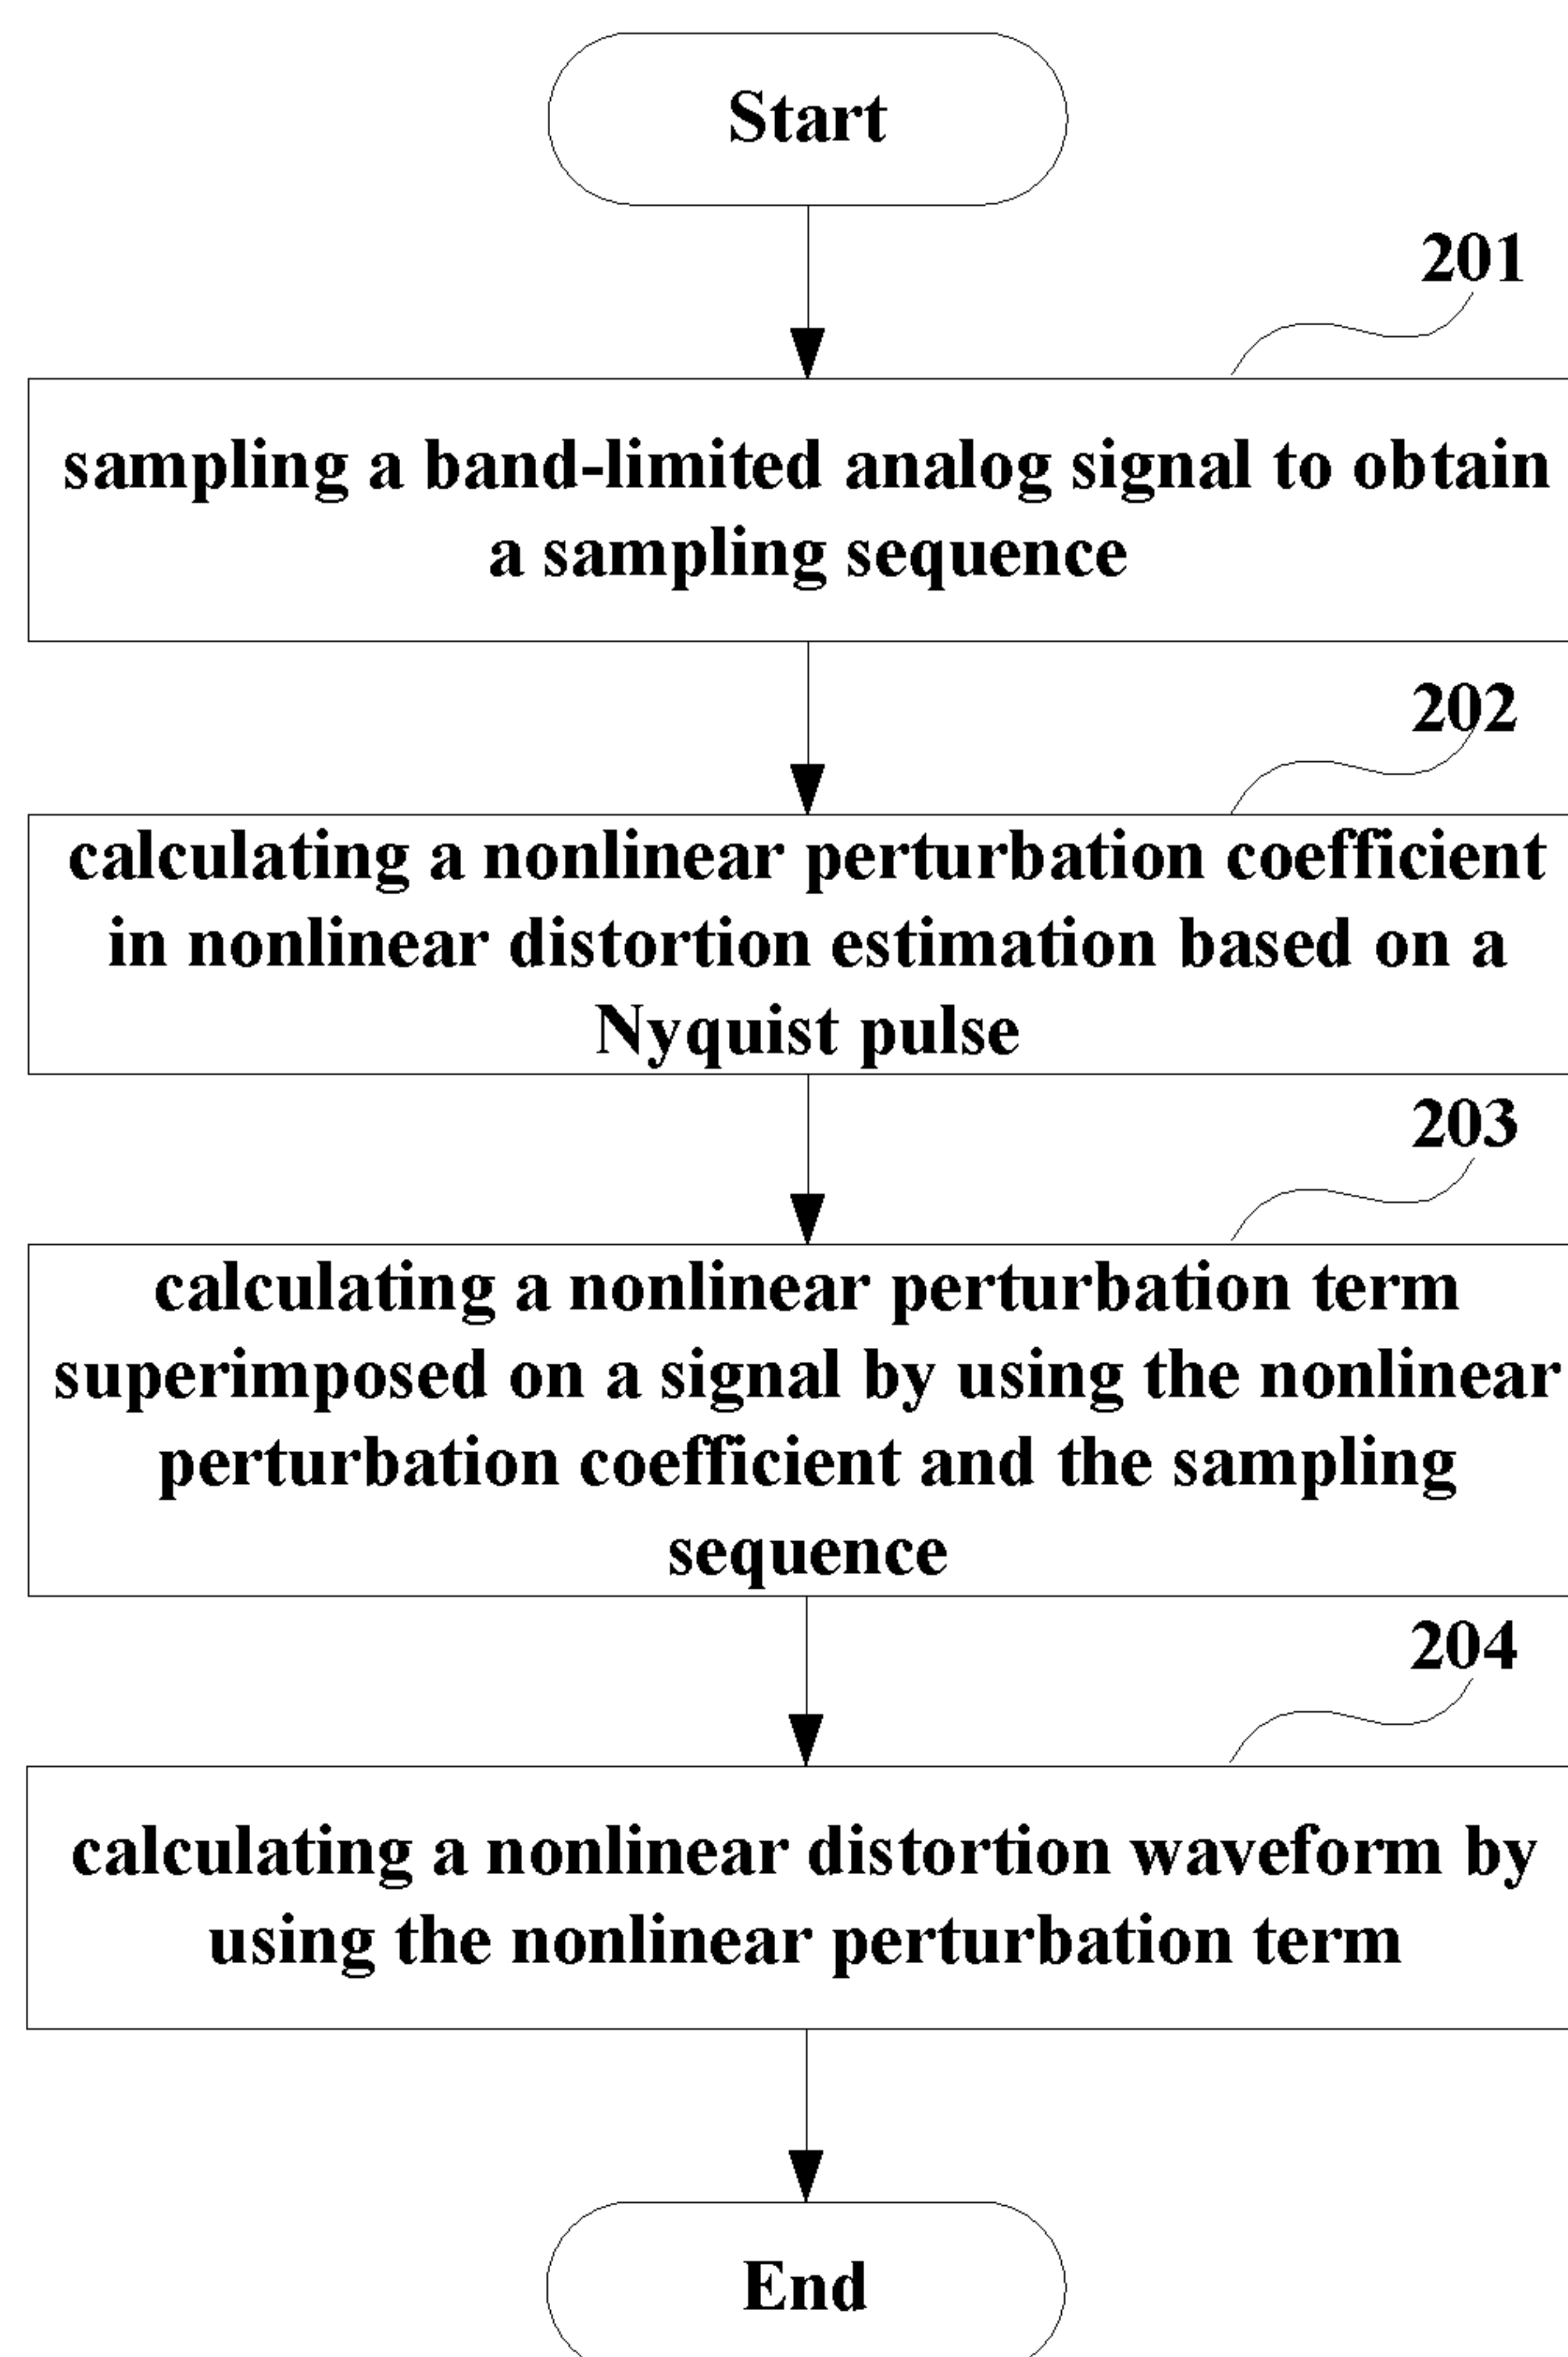 Start
201
sampling a band-limited analog signal to obtain
a sampling sequence
202
calculating a nonlinear perturbation coefficient
in nonlinear distortion estimation based on a
Nyquist pulse
203
calculating a nonlinear perturbation term
superimposed on a signal by using the nonlinear
perturbation coefficient and the sampling
sequence
204
calculating a nonlinear distortion waveform by
using the nonlinear perturbation term
End